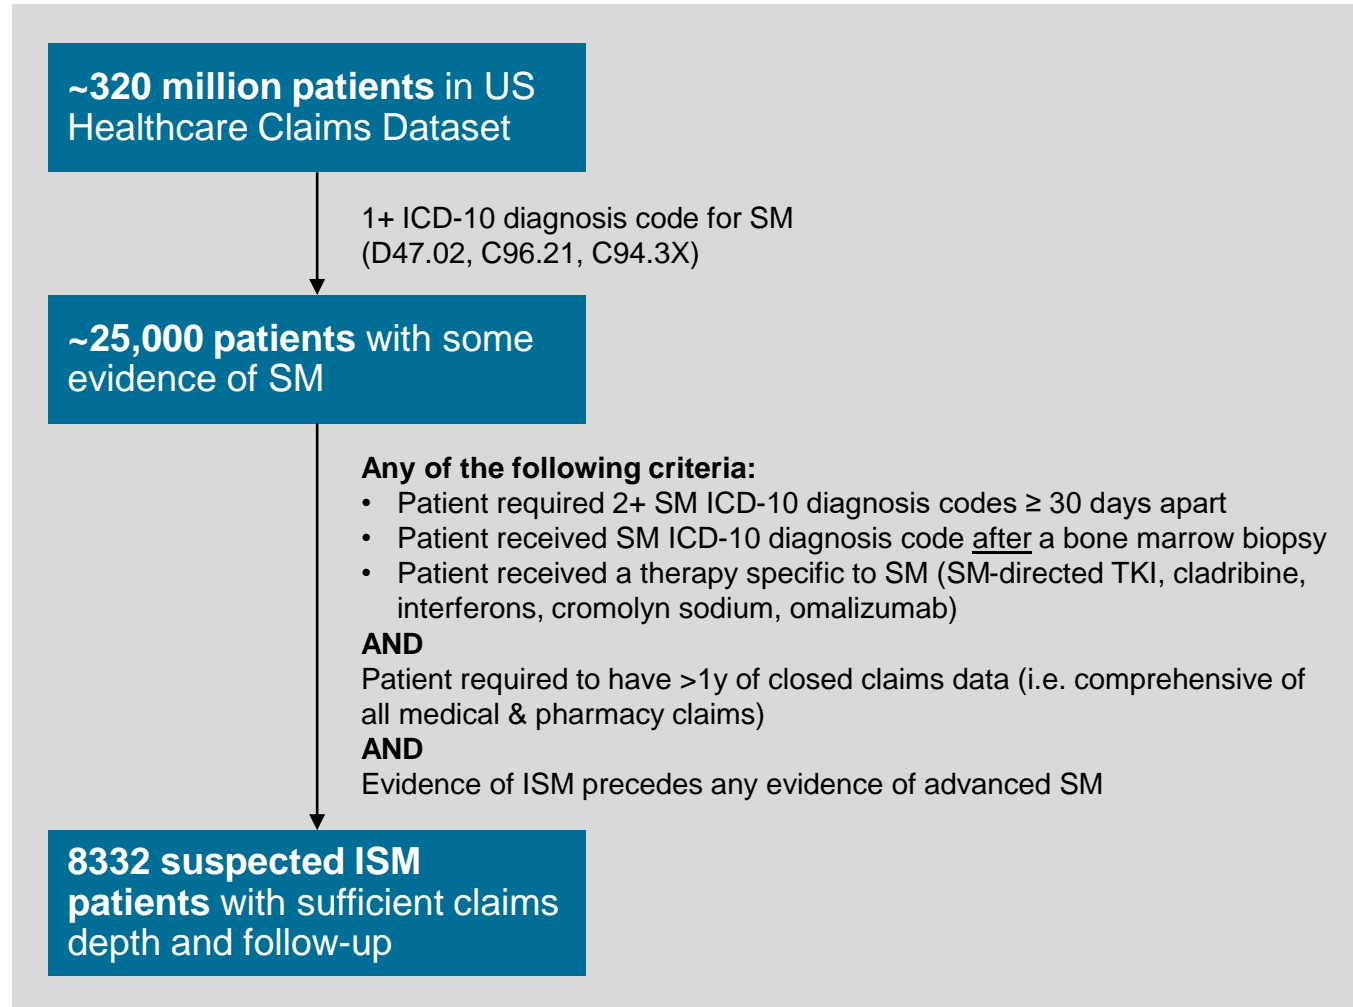 ~320 million patients in US
Healthcare Claims Dataset
1+ ICD-10 diagnosis code for SM
(D47.02, C96.21, C94.3X)
~25,000 patients with some
evidence of SM
Any of the following criteria:
• Patient required 2+ SM ICD-10 diagnosis codes ≥ 30 days apart
• Patient received SM ICD-10 diagnosis code after a bone marrow biopsy
• Patient received a therapy specific to SM (SM-directed TKI, cladribine,
interferons, cromolyn sodium, omalizumab)
AND
Patient required to have >1y of closed claims data (i.e. comprehensive of
all medical & pharmacy claims)
AND
Evidence of ISM precedes any evidence of advanced SM
8332 suspected ISM
patients with sufficient claims
depth and follow-up